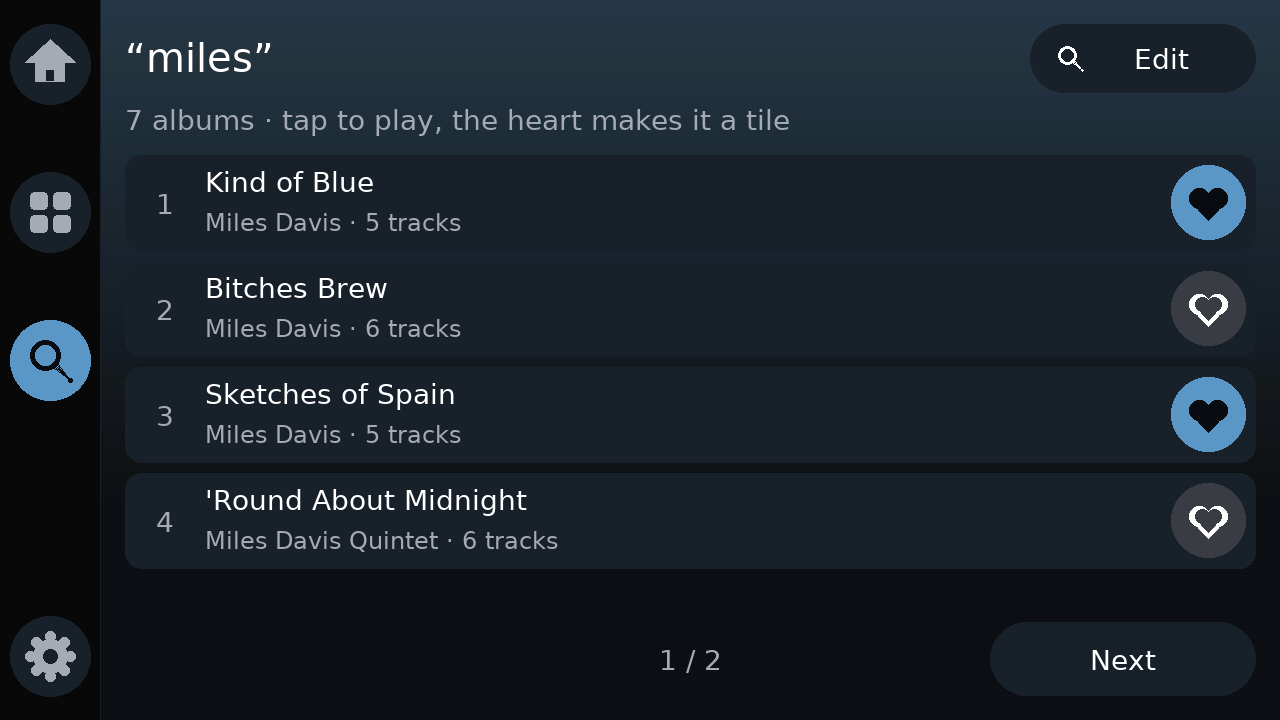 “miles”
Edit
7 albums · tap to play, the heart makes it a tile
1
Kind of Blue
Miles Davis · 5 tracks
2
Bitches Brew
Miles Davis · 6 tracks
3
Sketches of Spain
Miles Davis · 5 tracks
4
'Round About Midnight
Miles Davis Quintet · 6 tracks
1 / 2
Next